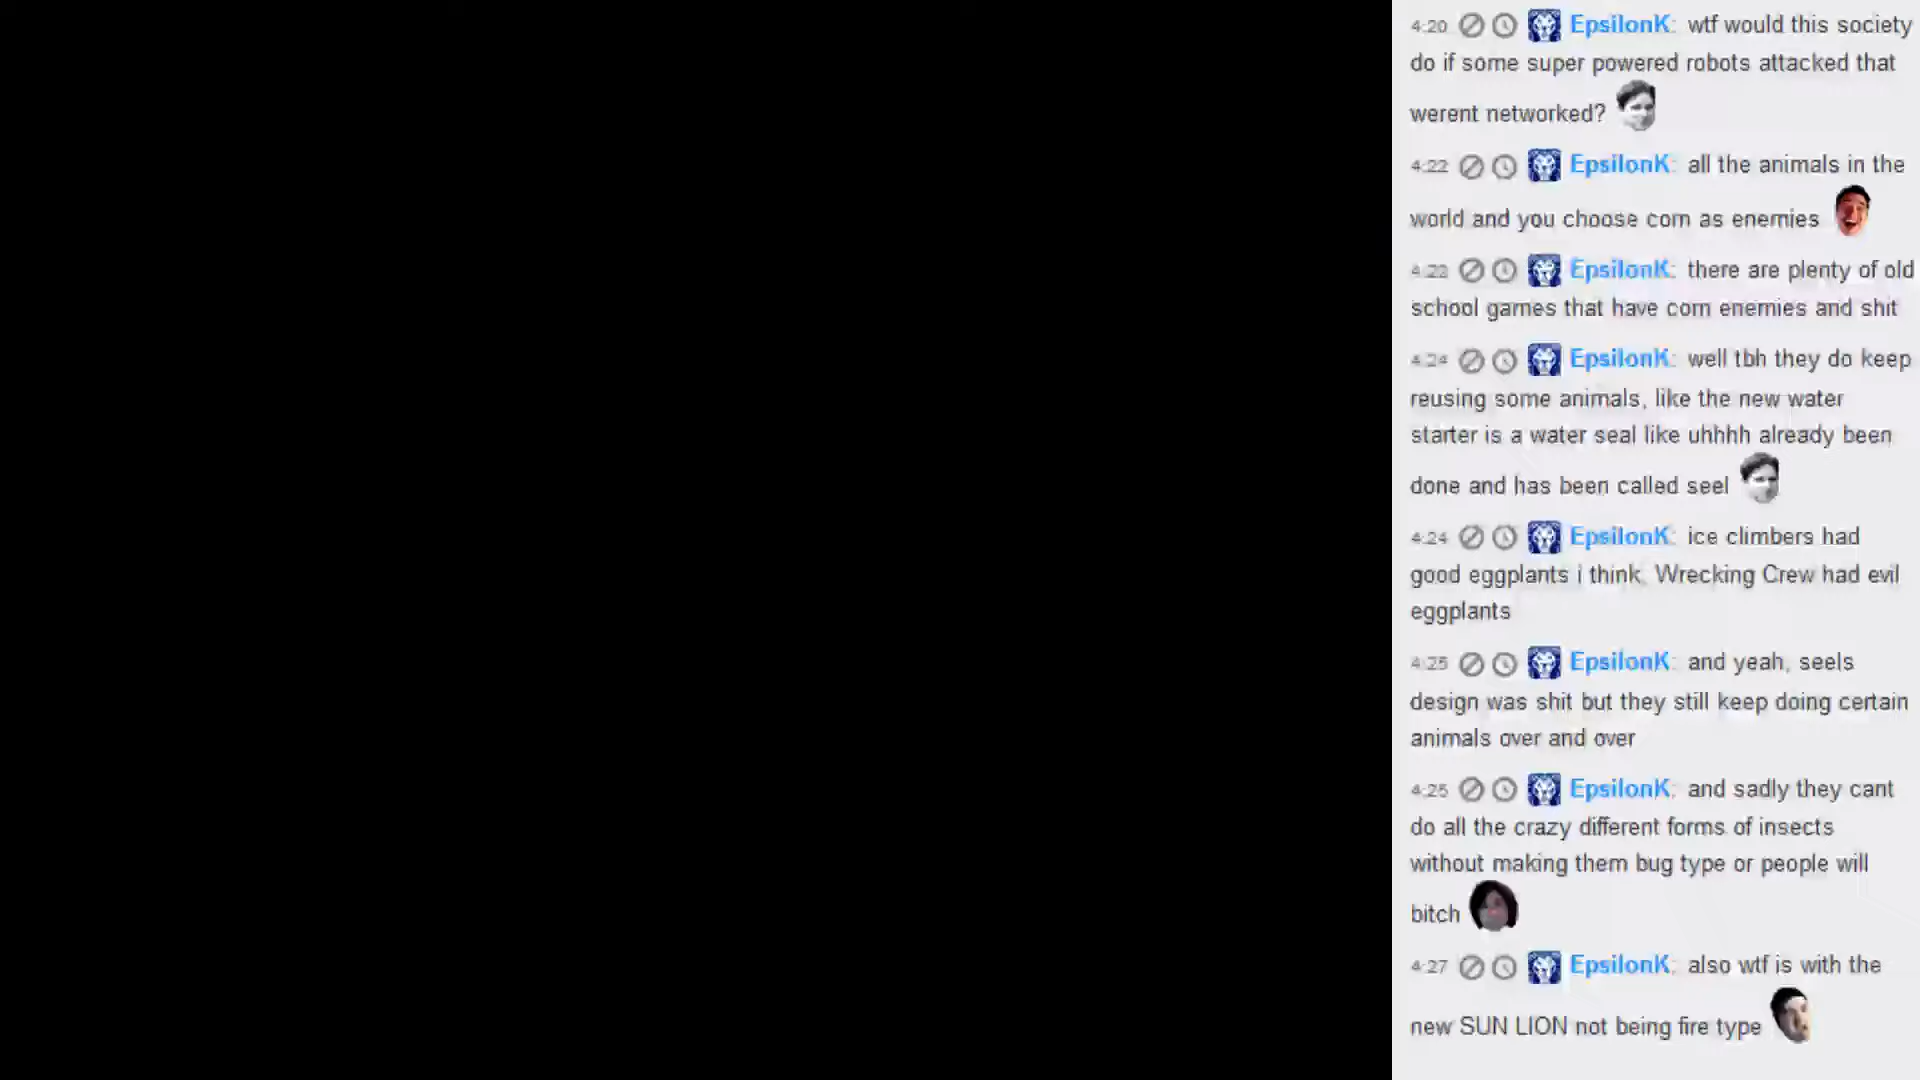 4:20 EpsilonK: wtf would this society
do if some super powered robots attacked that
werent networked?
4:22 EpsilonK: all the animals in the
world and you choose corn as enemies
4:22 EpsilonK: there are plenty of old
school games that have corn enemies and shit
4:24 EpsilonK: well tbh they do keep
reusing some animals, like the new water
starter is a water seal like uhhhh already been
done and has been called seel
4:24 EpsilonK: ice climbers had
good eggplants i think. Wrecking Crew had evil
eggplants
4:25 EpsilonK: and yeah, seels
design was shit but they still keep doing certain
animals over and over
4:25 EpsilonK: and sadly they cant
do all the crazy different forms of insects
without making them bug type or people will
bitch
4:27 EpsilonK: also wtf is with the
new SUN LION not being fire type